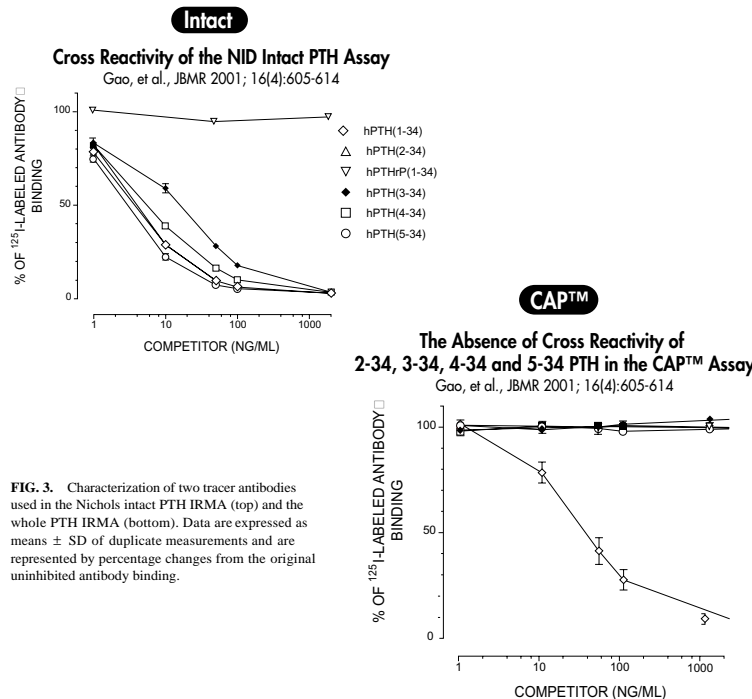 Intact
Cross Reactivity of the NID Intact PTH Assay
Gao, et al., JBMR 2001; 16(4):605-614
% OF ¹²⁵I-LABELED ANTIBODY□
BINDING
100
50
0
1
10
100
1000
COMPETITOR (NG/ML)
hPTH(1-34)
hPTH(2-34)
hPTHrP(1-34)
hPTH(3-34)
hPTH(4-34)
hPTH(5-34)
CAP™
The Absence of Cross Reactivity of
2-34, 3-34, 4-34 and 5-34 PTH in the CAP™ Assay
Gao, et al., JBMR 2001; 16(4):605-614
% OF ¹²⁵I-LABELED ANTIBODY□
BINDING
100
50
0
1
10
100
1000
COMPETITOR (NG/ML)
FIG. 3. Characterization of two tracer antibodies
used in the Nichols intact PTH IRMA (top) and the
whole PTH IRMA (bottom). Data are expressed as
means ± SD of duplicate measurements and are
represented by percentage changes from the original
uninhibited antibody binding.